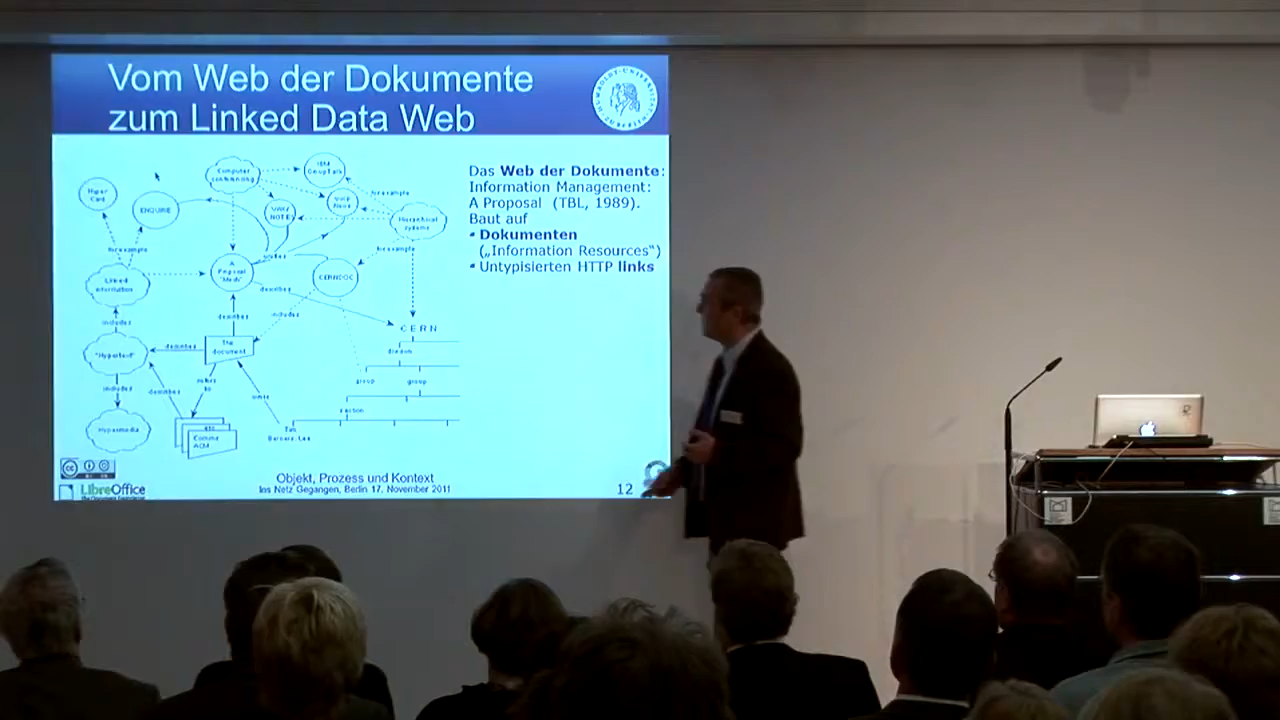 Vom Web der Dokumente
zum Linked Data Web
Das Web der Dokumente:
Information Management:
A Proposal (TBL, 1989).
Baut auf
Dokumenten
(„Information Resources“)
Untypisierten HTTP links
Computer
conferencing
IBM
GroupTalk
Hyper
Card
ENQUIRE
VAX/
NOTES
uucp
News
for example
Hierarchical
systems
for example
for example
A
Proposal
"Mesh"
CERNDOC
Linked
information
describes
includes
includes
describes
C E R N
"Hypertext"
describes
The
document
division
group
group
includes
describes
refers
to
wrote
section
Hypermedia
Comms
ACM
Tim
Berners-Lee
cc
LibreOffice
Objekt, Prozess und Kontext
Ins Netz Gegangen, Berlin 17. November 2011
12